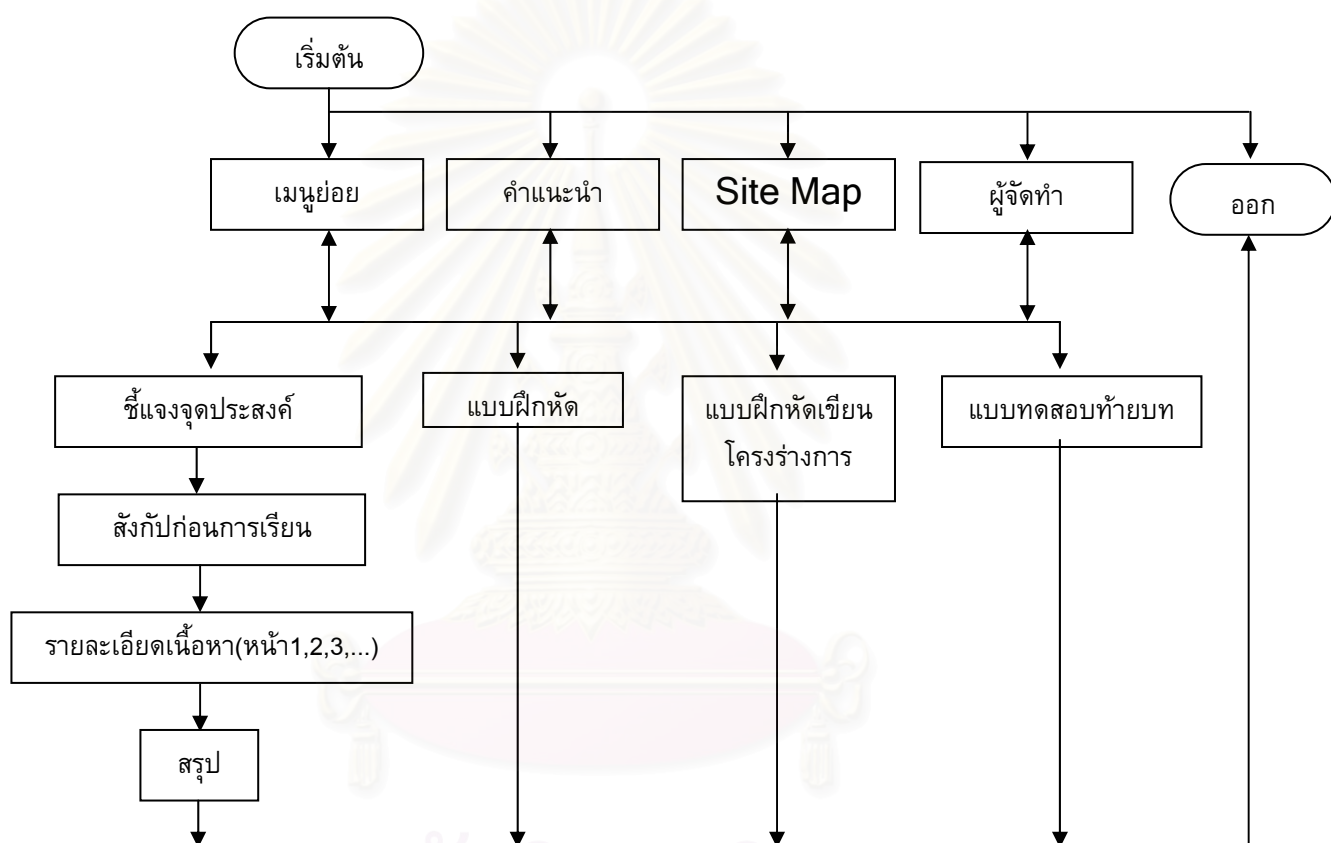 เริ่มต้น
เมนูย่อย
คำแนะนำ
Site Map
ผู้จัดทำ
ออก
ชี้แจงจุดประสงค์
แบบฝึกหัด
แบบฝึกหัดเขียน
โครงร่างการ
แบบทดสอบท้ายบท
สังกัปก่อนการเรียน
รายละเอียดเนื้อหา(หน้า1,2,3,...)
สรุป